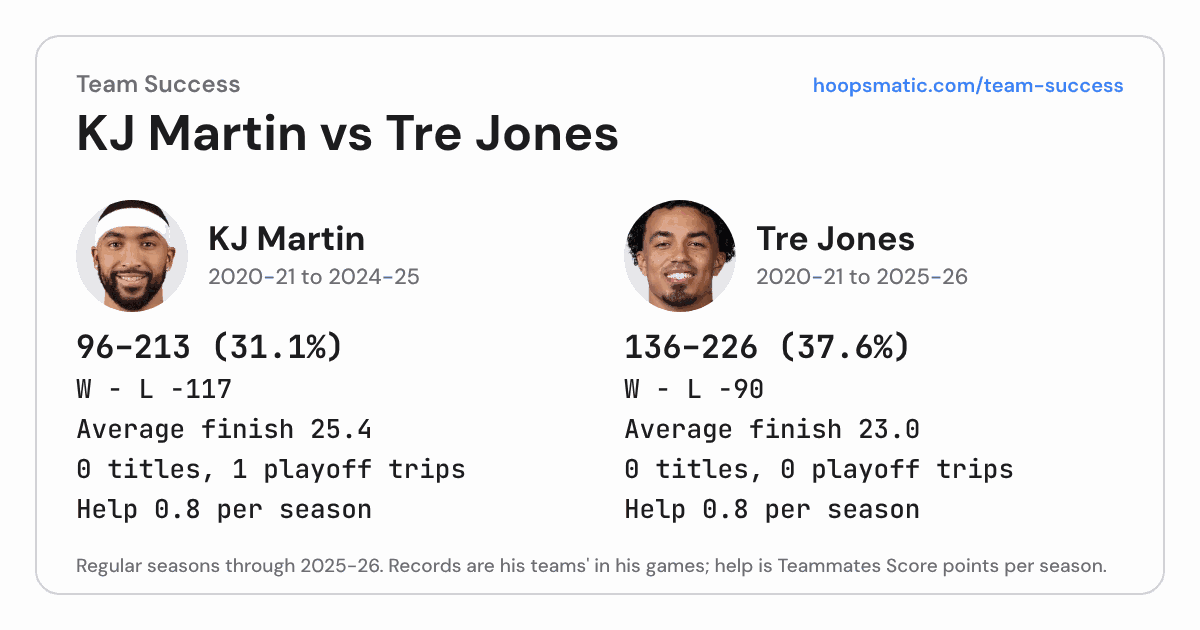 Team Success
hoopsmatic.com/team-success
KJ Martin vs Tre Jones
KJ Martin
2020-21 to 2024-25
96-213 (31.1%)
W - L -117
Average finish 25.4
0 titles, 1 playoff trips
Help 0.8 per season
Tre Jones
2020-21 to 2025-26
136-226 (37.6%)
W - L -90
Average finish 23.0
0 titles, 0 playoff trips
Help 0.8 per season
Regular seasons through 2025-26. Records are his teams' in his games; help is Teammates Score points per season.